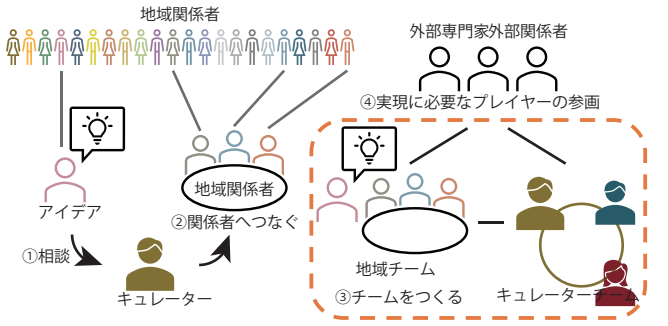 地域関係者
外部専門家外部関係者
④実現に必要なプレイヤーの参画
アイデア
地域関係者
②関係者へつなぐ
①相談
キュレーター
地域チーム
③チームをつくる
キュレーターチーム